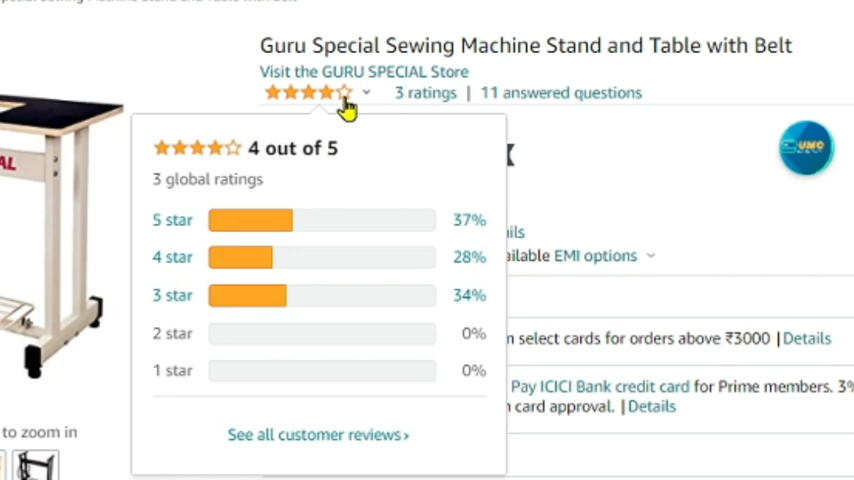 Guru Special Sewing Machine Stand and Table with Belt
Visit the GURU SPECIAL Store
3 ratings | 11 answered questions
4 out of 5
3 global ratings
5 star 37%
4 star 28%
3 star 34%
2 star 0%
1 star 0%
See all customer reviews›
AL
UMO
ils
ailable EMI options
n select cards for orders above ₹3000 | Details
Pay ICICI Bank credit card for Prime members. 3%
card approval. | Details
to zoom in